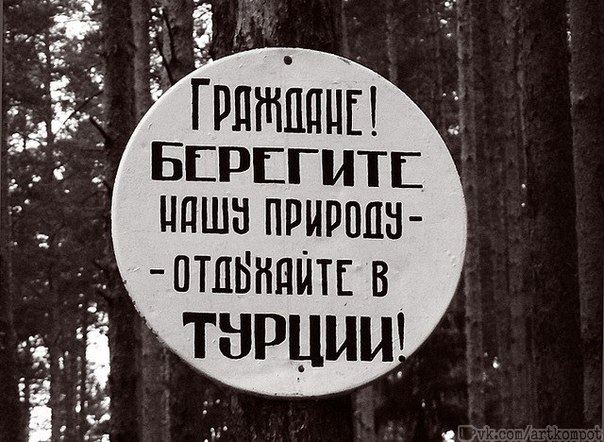 Граждане!
БЕРЕГИТЕ
НАШУ ПРИРОДУ-
-ОТДЫХАЙТЕ В
ТУРЦИИ!
vk.com/artkompot